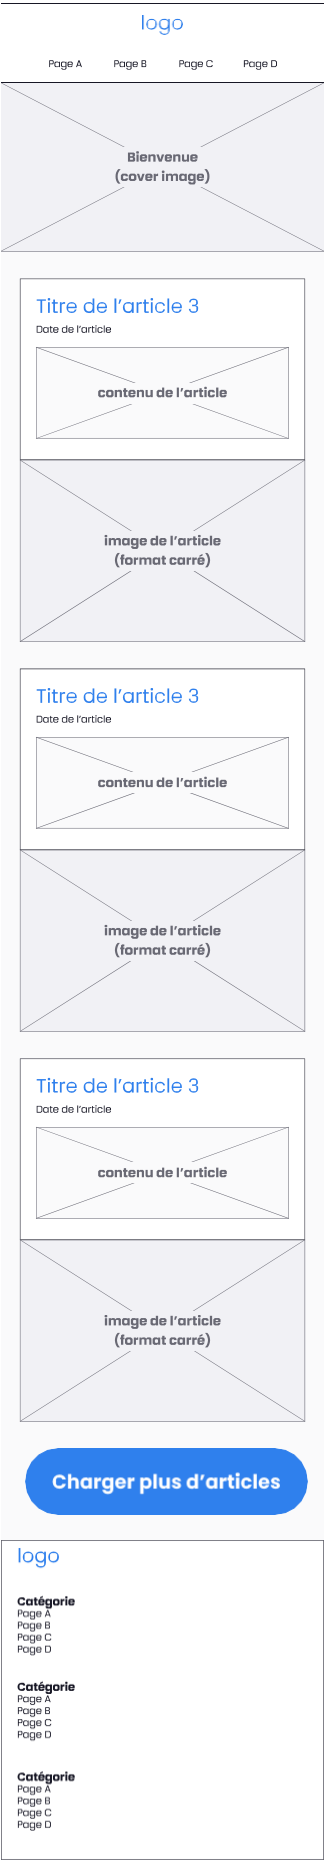 logo
Page A Page B Page C Page D
Bienvenue
(cover image)
Titre de l’article 3
Date de l’article
contenu de l’article
image de l’article
(format carré)
Titre de l’article 3
Date de l’article
contenu de l’article
image de l’article
(format carré)
Titre de l’article 3
Date de l’article
contenu de l’article
image de l’article
(format carré)
Charger plus d’articles
logo
Catégorie
Page A
Page B
Page C
Page D
Catégorie
Page A
Page B
Page C
Page D
Catégorie
Page A
Page B
Page C
Page D